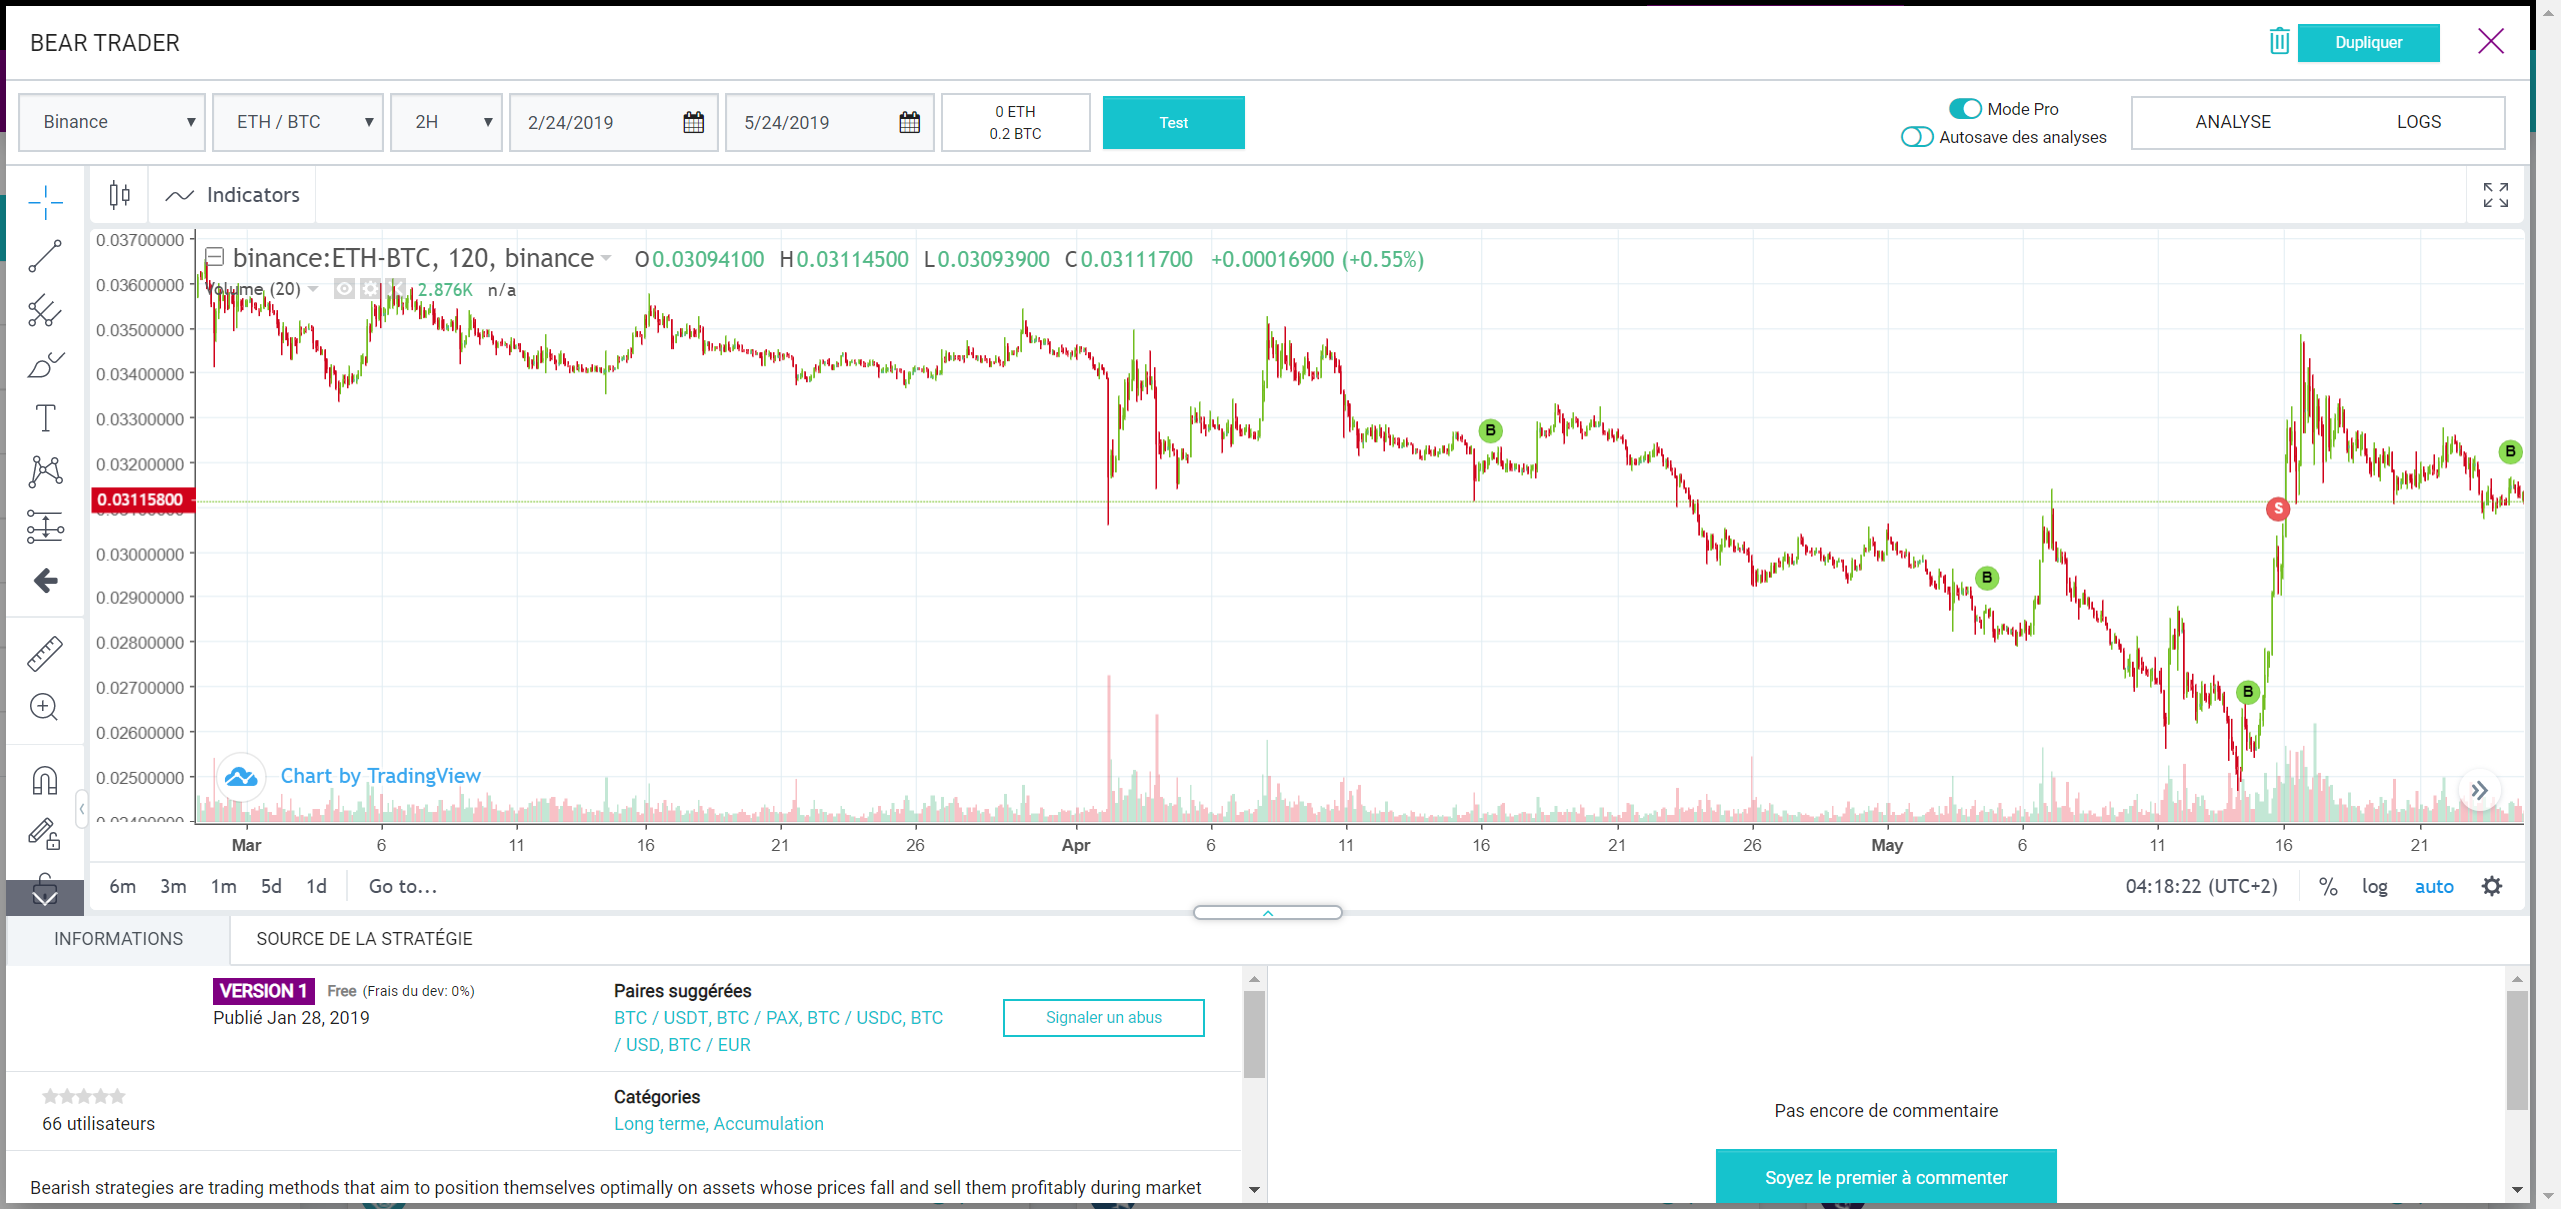 BEAR TRADER
Dupliquer
Binance ETH / BTC 2H 2/24/2019 5/24/2019
0 ETH
0.2 BTC
Test
Mode Pro
Autosave des analyses
ANALYSE LOGS
Indicators
binance:ETH-BTC, 120, binance O0.03094100 H0.03114500 L0.03093900 C0.03111700 +0.00016900 (+0.55%)
Volume (20) 2.876K n/a
0.03700000
0.03600000
0.03500000
0.03400000
0.03300000
0.03200000
0.03115800
0.03000000
0.02900000
0.02800000
0.02700000
0.02600000
0.02500000
0.02400000
B
B
S
B
B
Chart by TradingView
Mar 6 11 16 21 26 Apr 6 11 16 21 26 May 6 11 16 21
6m 3m 1m 5d 1d Go to... 04:18:22 (UTC+2) % log auto
INFORMATIONS SOURCE DE LA STRATÉGIE
VERSION 1 Free (Frais du dev: 0%)
Publié Jan 28, 2019
Paires suggérées
BTC / USDT, BTC / PAX, BTC / USDC, BTC
/ USD, BTC / EUR
Signaler un abus
66 utilisateurs
Catégories
Long terme, Accumulation
Bearish strategies are trading methods that aim to position themselves optimally on assets whose prices fall and sell them profitably during market
Pas encore de commentaire
Soyez le premier à commenter